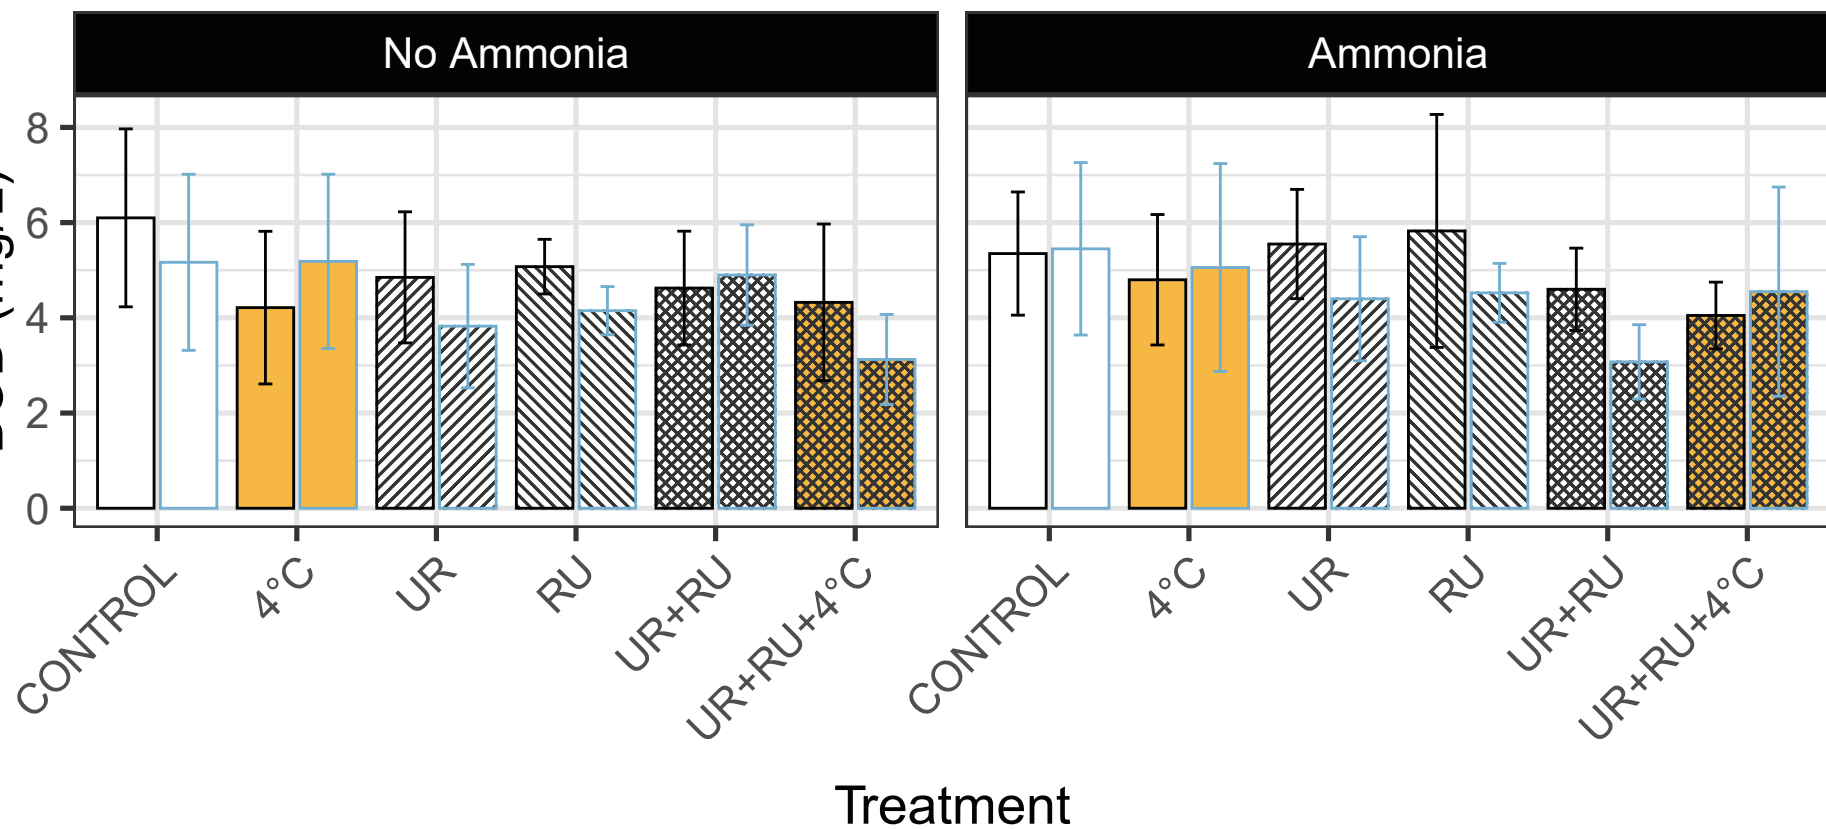 No Ammonia
Ammonia
8
6
4
2
0
CONTROL
4°C
UR
RU
UR+RU
UR+RU+4°C
CONTROL
4°C
UR
RU
UR+RU
UR+RU+4°C
Treatment